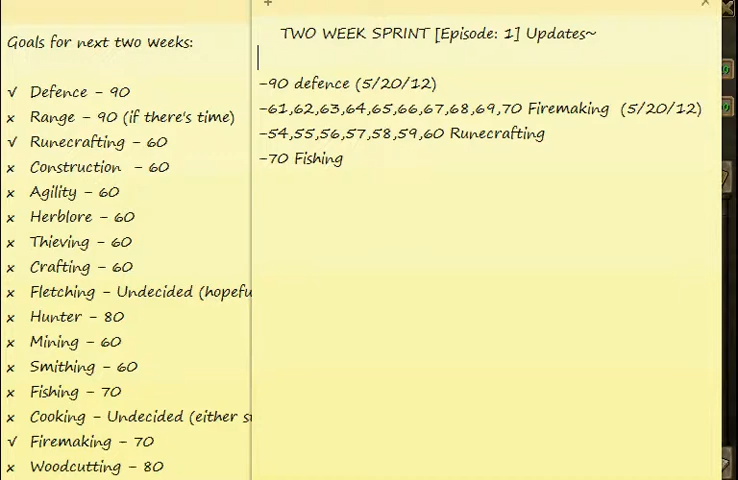 Goals for next two weeks:
√ Defence - 90
× Range - 90 (if there's time)
√ Runecrafting - 60
× Construction - 60
× Agility - 60
× Herblore - 60
× Thieving - 60
× Crafting - 60
× Fletching - Undecided (hopefu
× Hunter - 80
× Mining - 60
× Smithing - 60
× Fishing - 70
× Cooking - Undecided (either
√ Firemaking - 70
× Woodcutting - 80
+ ×
TWO WEEK SPRINT [Episode: 1] Updates~
-90 defence (5/20/12)
-61,62,63,64,65,66,67,68,69,70 Firemaking (5/20/12)
-54,55,56,57,58,59,60 Runecrafting
-70 Fishing